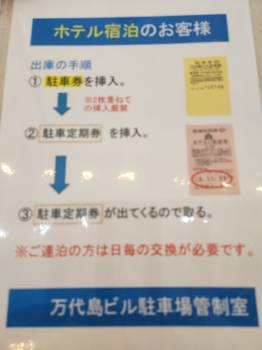 ホテル宿泊のお客様
出庫の手順
① 駐車券を挿入。
※2枚重ねて
の挿入厳禁
② 駐車定期券 を挿入。
③ 駐車定期券 が出てくるので取る。
※ご連泊の方は日毎の交換が必要です。
万代島ビル駐車場管制室